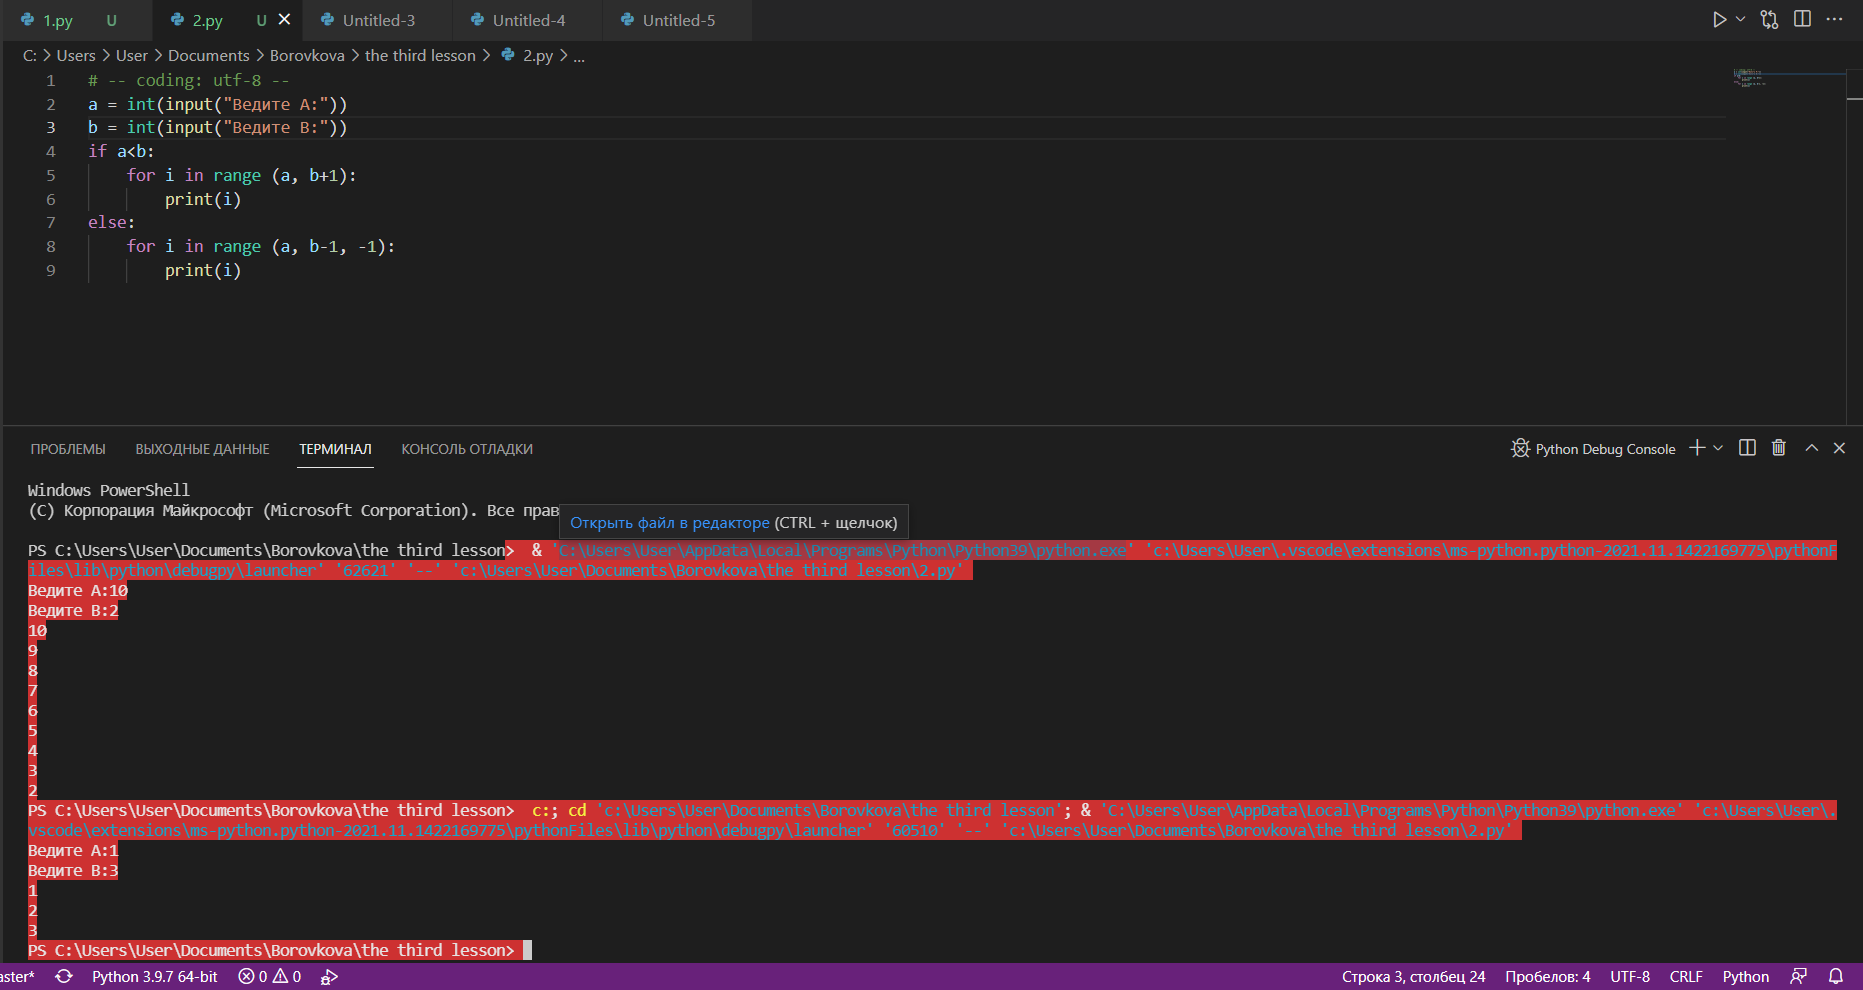 1.py U 2.py U Untitled-3 Untitled-4 Untitled-5
C: > Users > User > Documents > Borovkova > the third lesson > 2.py > ...
1 # -- coding: utf-8 --
2 a = int(input("Ведите A:"))
3 b = int(input("Ведите B:"))
4 if a<b:
5 for i in range (a, b+1):
6 print(i)
7 else:
8 for i in range (a, b-1, -1):
9 print(i)
ПРОБЛЕМЫ ВЫХОДНЫЕ ДАННЫЕ ТЕРМИНАЛ КОНСОЛЬ ОТЛАДКИ Python Debug Console
Windows PowerShell
(С) Корпорация Майкрософт (Microsoft Corporation). Все прав
Открыть файл в редакторе (CTRL + щелчок)
PS C:\Users\User\Documents\Borovkova\the third lesson> & 'C:\Users\User\AppData\Local\Programs\Python\Python39\python.exe' 'c:\Users\User\.vscode\extensions\ms-python.python-2021.11.1422169775\pythonF
iles\lib\python\debugpy\launcher' '62621' '--' 'c:\Users\User\Documents\Borovkova\the third lesson\2.py'
Ведите A:10
Ведите B:2
10
9
8
7
6
5
4
3
2
PS C:\Users\User\Documents\Borovkova\the third lesson> c:; cd 'c:\Users\User\Documents\Borovkova\the third lesson'; & 'C:\Users\User\AppData\Local\Programs\Python\Python39\python.exe' 'c:\Users\User\.
vscode\extensions\ms-python.python-2021.11.1422169775\pythonFiles\lib\python\debugpy\launcher' '60510' '--' 'c:\Users\User\Documents\Borovkova\the third lesson\2.py'
Ведите A:1
Ведите B:3
1
2
3
PS C:\Users\User\Documents\Borovkova\the third lesson>
aster* Python 3.9.7 64-bit 0 0 Строка 3, столбец 24 Пробелов: 4 UTF-8 CRLF Python